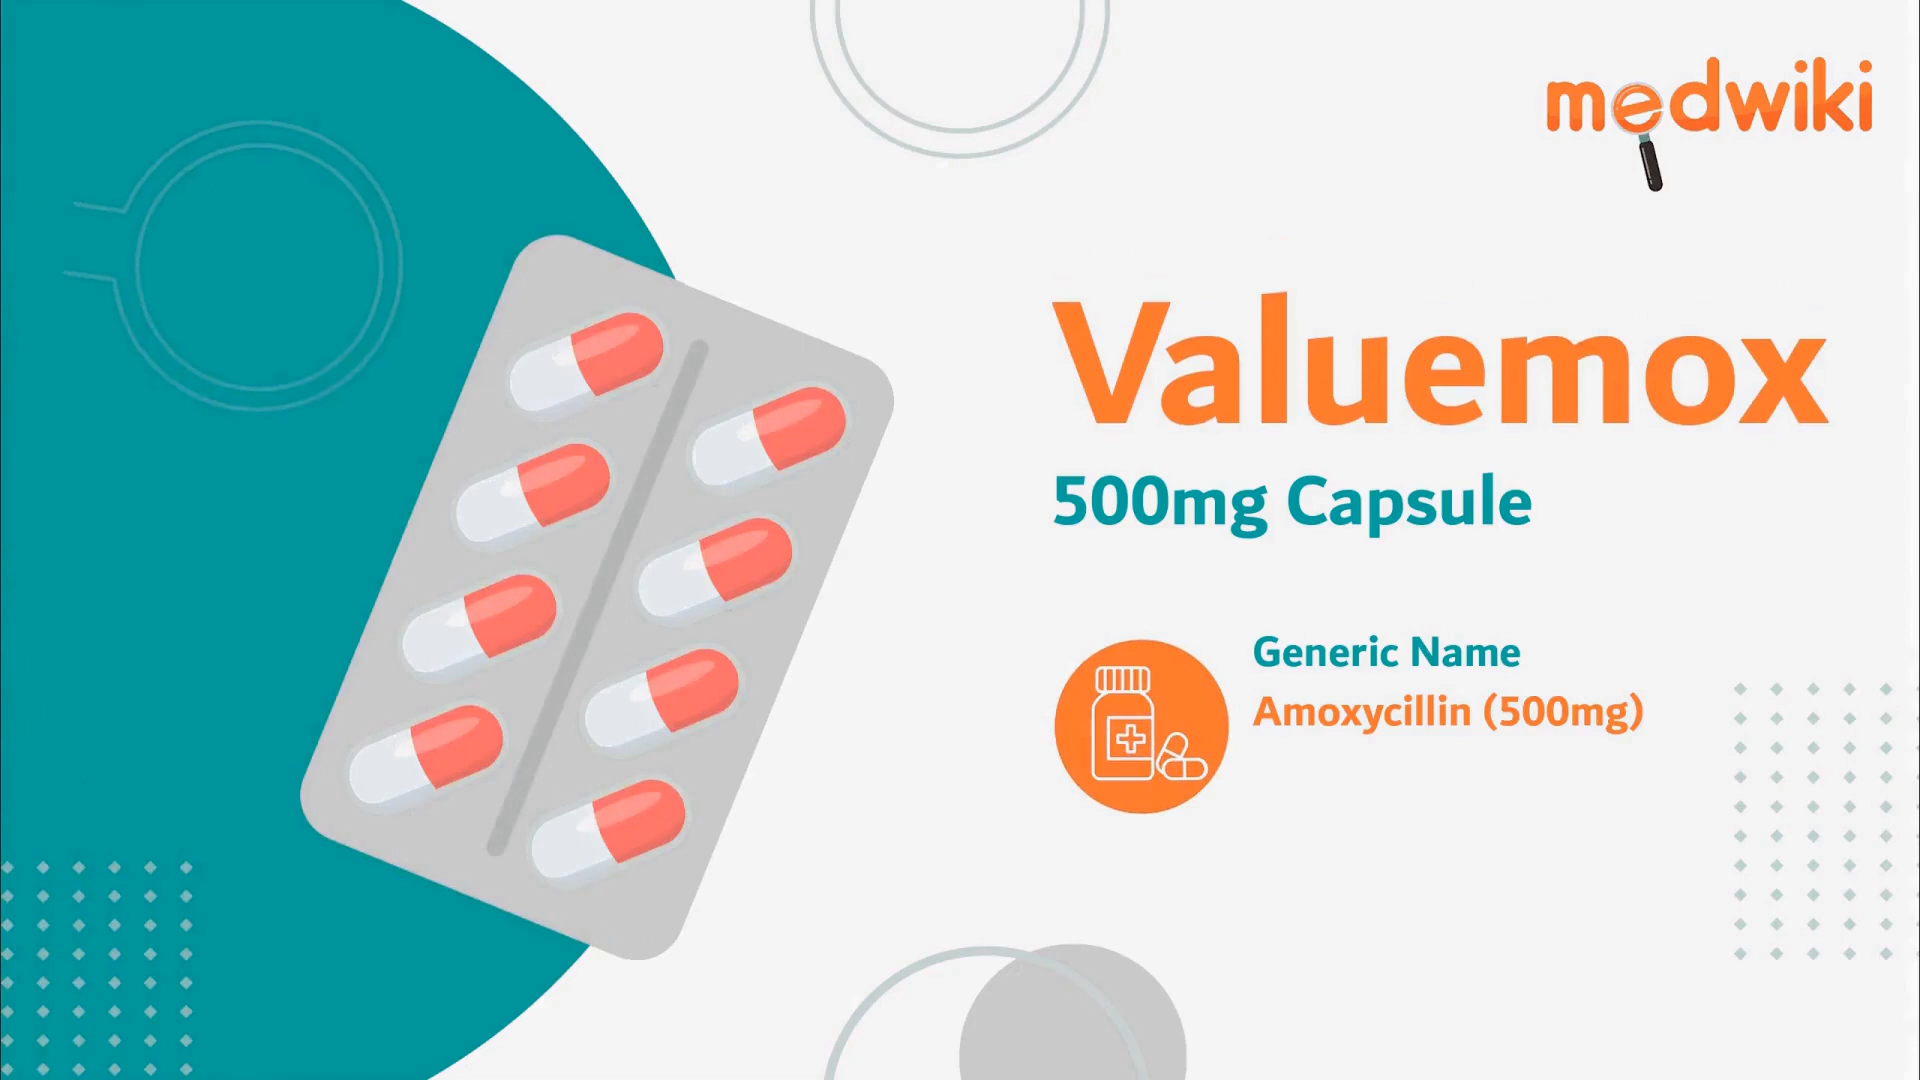 medwiki
Valuemox
500mg Capsule
Generic Name
Amoxycillin (500mg)